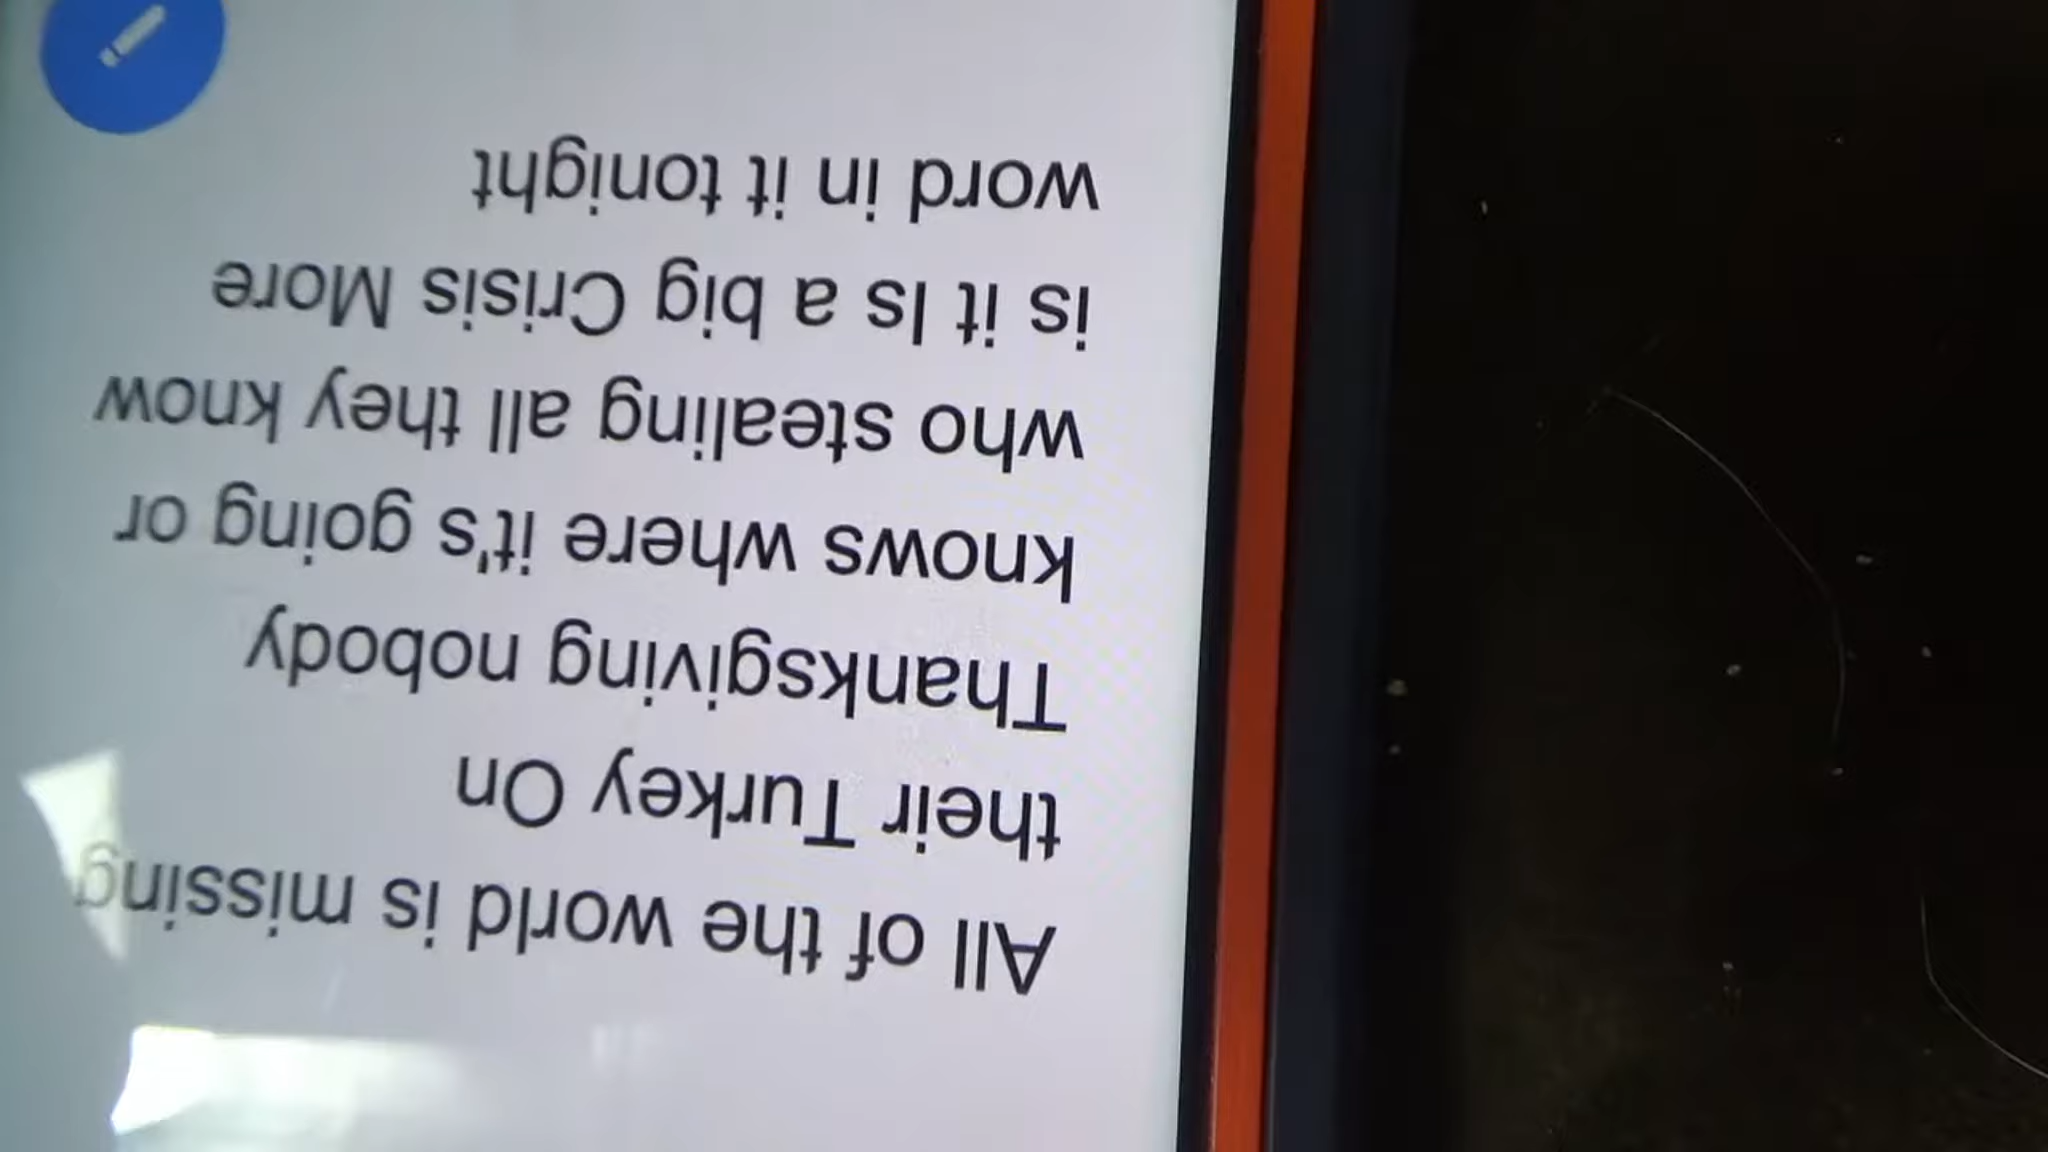 All of the world is missing
their Turkey On
Thanksgiving nobody
knows where it's going or
who stealing all they know
is it Is a big Crisis More
word in it tonight